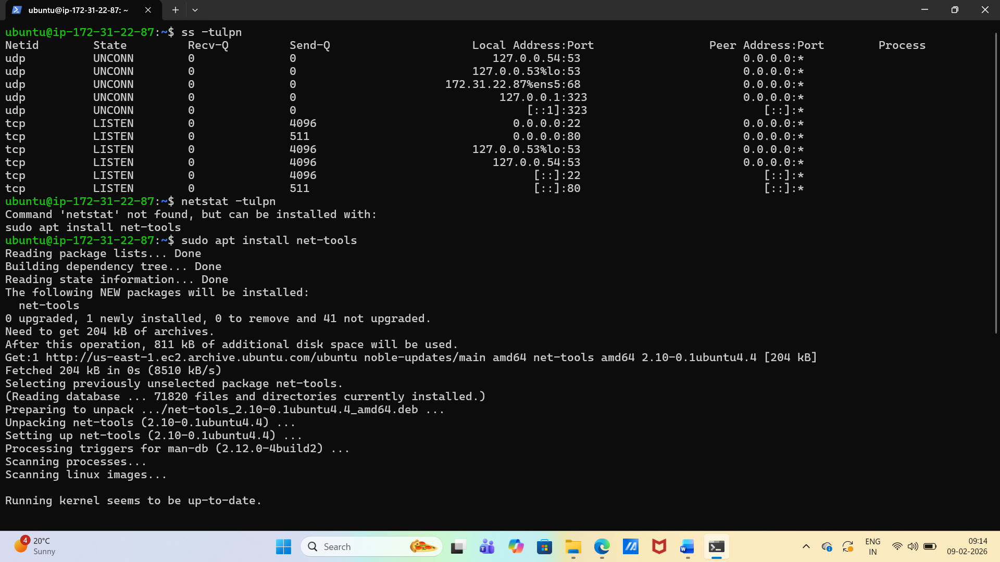 ubuntu@ip-172-31-22-87: ~
ubuntu@ip-172-31-22-87:~$ ss -tulpn
Netid State Recv-Q Send-Q Local Address:Port Peer Address:Port Process
udp UNCONN 0 0 127.0.0.54:53 0.0.0.0:*
udp UNCONN 0 0 127.0.0.53%lo:53 0.0.0.0:*
udp UNCONN 0 0 172.31.22.87%ens5:68 0.0.0.0:*
udp UNCONN 0 0 127.0.0.1:323 0.0.0.0:*
udp UNCONN 0 0 [::1]:323 [::]:*
tcp LISTEN 0 4096 0.0.0.0:22 0.0.0.0:*
tcp LISTEN 0 511 0.0.0.0:80 0.0.0.0:*
tcp LISTEN 0 4096 127.0.0.53%lo:53 0.0.0.0:*
tcp LISTEN 0 4096 127.0.0.54:53 0.0.0.0:*
tcp LISTEN 0 4096 [::]:22 [::]:*
tcp LISTEN 0 511 [::]:80 [::]:*
ubuntu@ip-172-31-22-87:~$ netstat -tulpn
Command 'netstat' not found, but can be installed with:
sudo apt install net-tools
ubuntu@ip-172-31-22-87:~$ sudo apt install net-tools
Reading package lists... Done
Building dependency tree... Done
Reading state information... Done
The following NEW packages will be installed:
  net-tools
0 upgraded, 1 newly installed, 0 to remove and 41 not upgraded.
Need to get 204 kB of archives.
After this operation, 811 kB of additional disk space will be used.
Get:1 http://us-east-1.ec2.archive.ubuntu.com/ubuntu noble-updates/main amd64 net-tools amd64 2.10-0.1ubuntu4.4 [204 kB]
Fetched 204 kB in 0s (8510 kB/s)
Selecting previously unselected package net-tools.
(Reading database ... 71820 files and directories currently installed.)
Preparing to unpack .../net-tools_2.10-0.1ubuntu4.4_amd64.deb ...
Unpacking net-tools (2.10-0.1ubuntu4.4) ...
Setting up net-tools (2.10-0.1ubuntu4.4) ...
Processing triggers for man-db (2.12.0-4build2) ...
Scanning processes...
Scanning linux images...
Running kernel seems to be up-to-date.
4
20°C
Sunny
Search
ENG
IN
09:14
09-02-2026